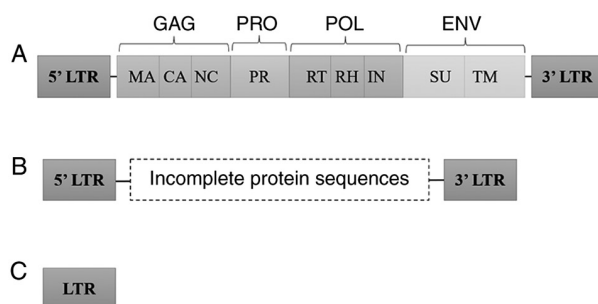 GAG PRO POL ENV
A
5' LTR MA CA NC PR RT RH IN SU TM 3' LTR
B
5' LTR Incomplete protein sequences 3' LTR
C
LTR